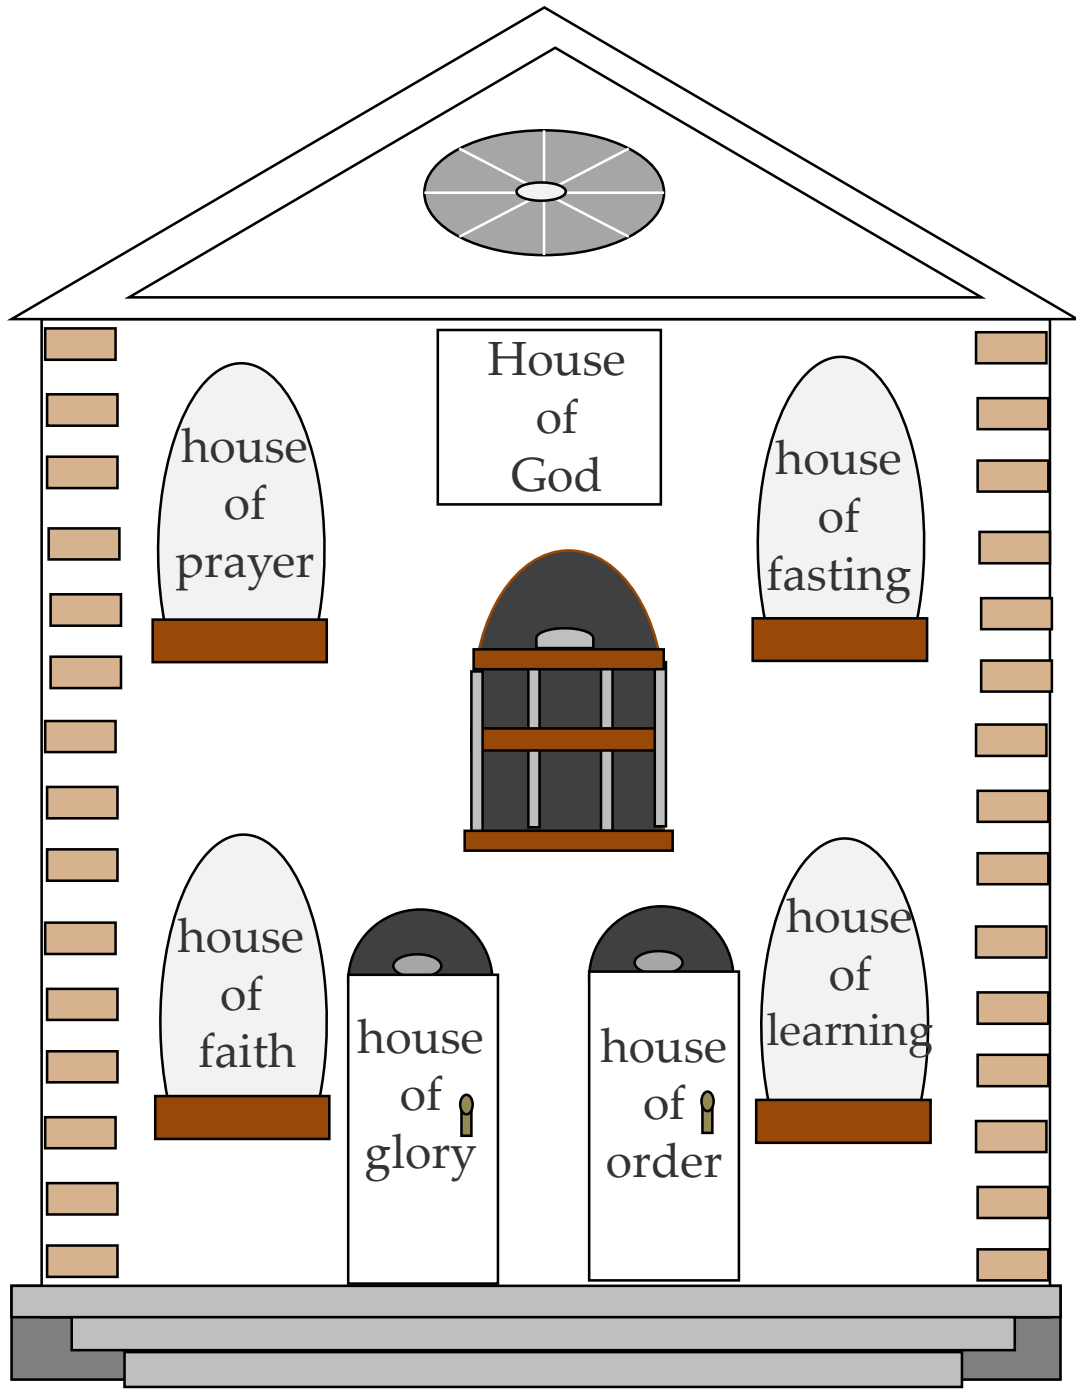 House
of
God
house
of
prayer
house
of
fasting
house
of
faith
house
of
glory
house
of
order
house
of
learning